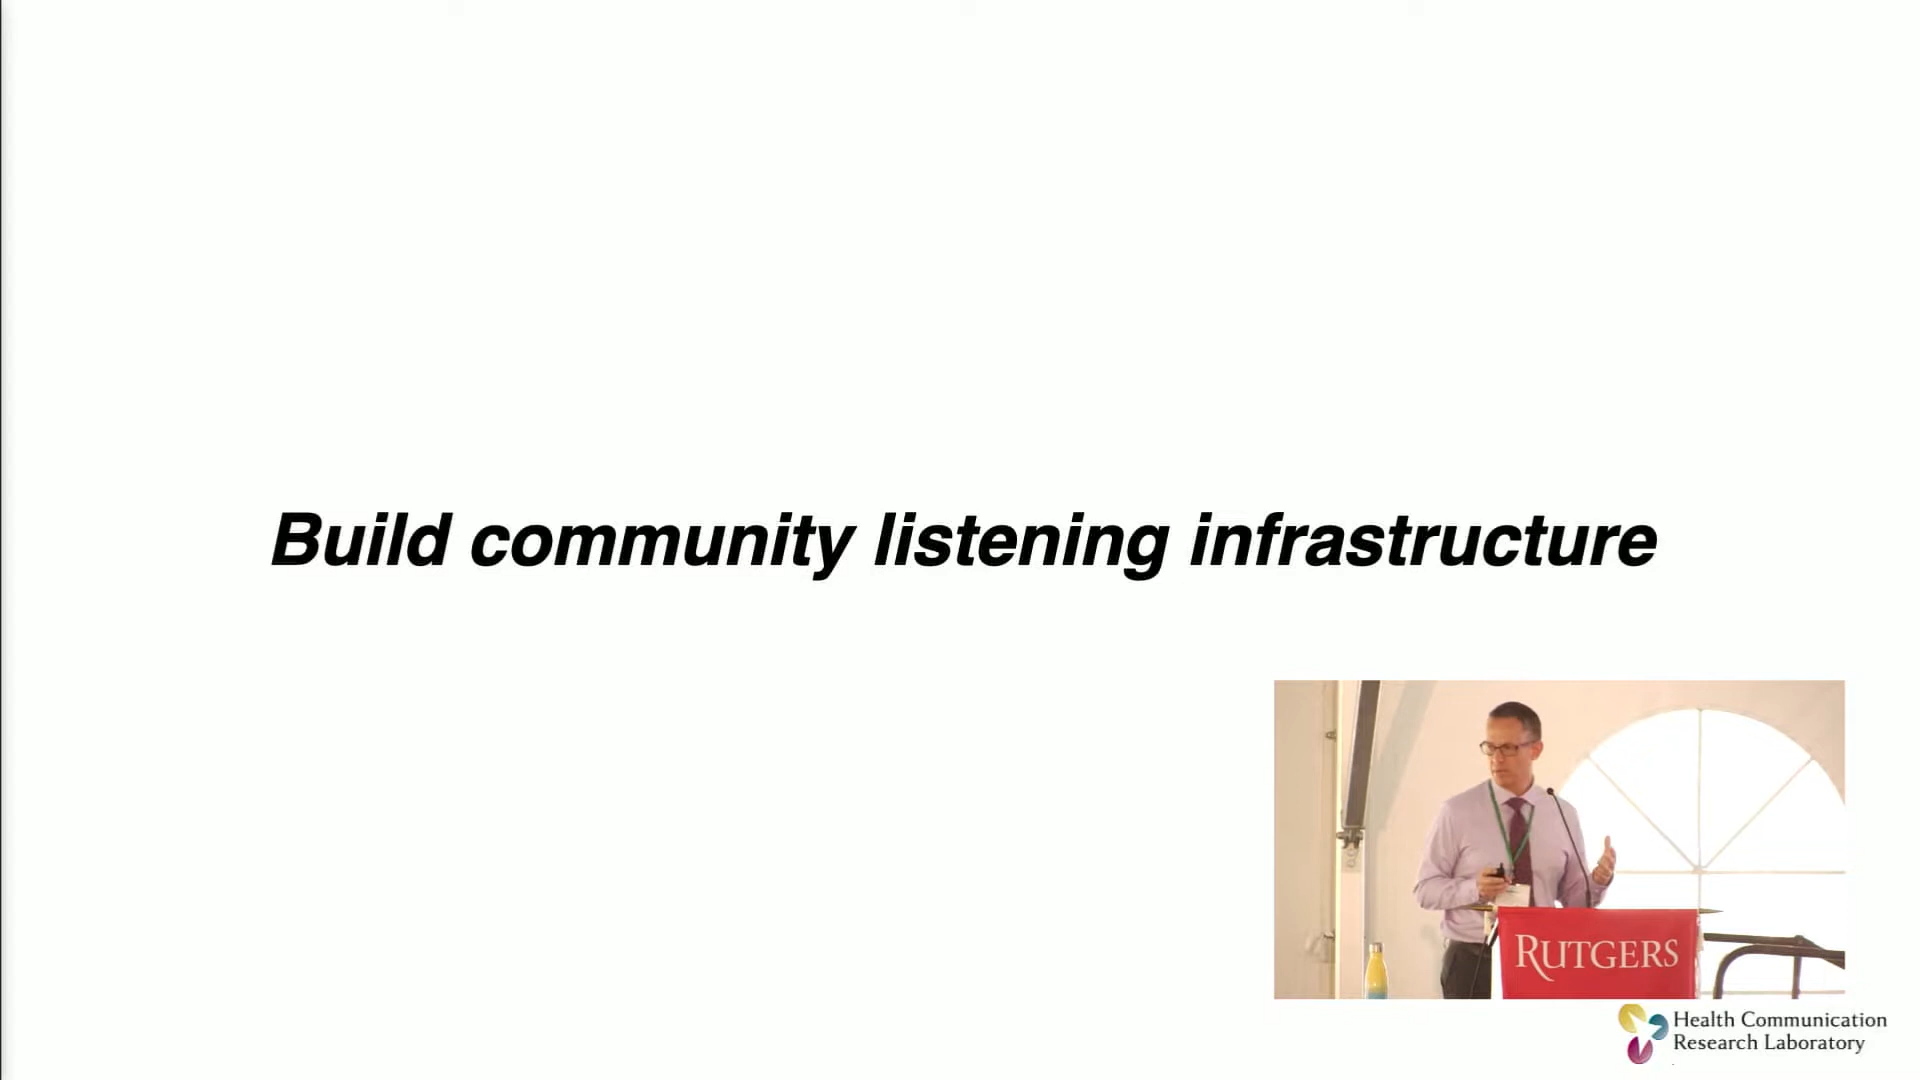 Build community listening infrastructure
RUTGERS
Health Communication
Research Laboratory